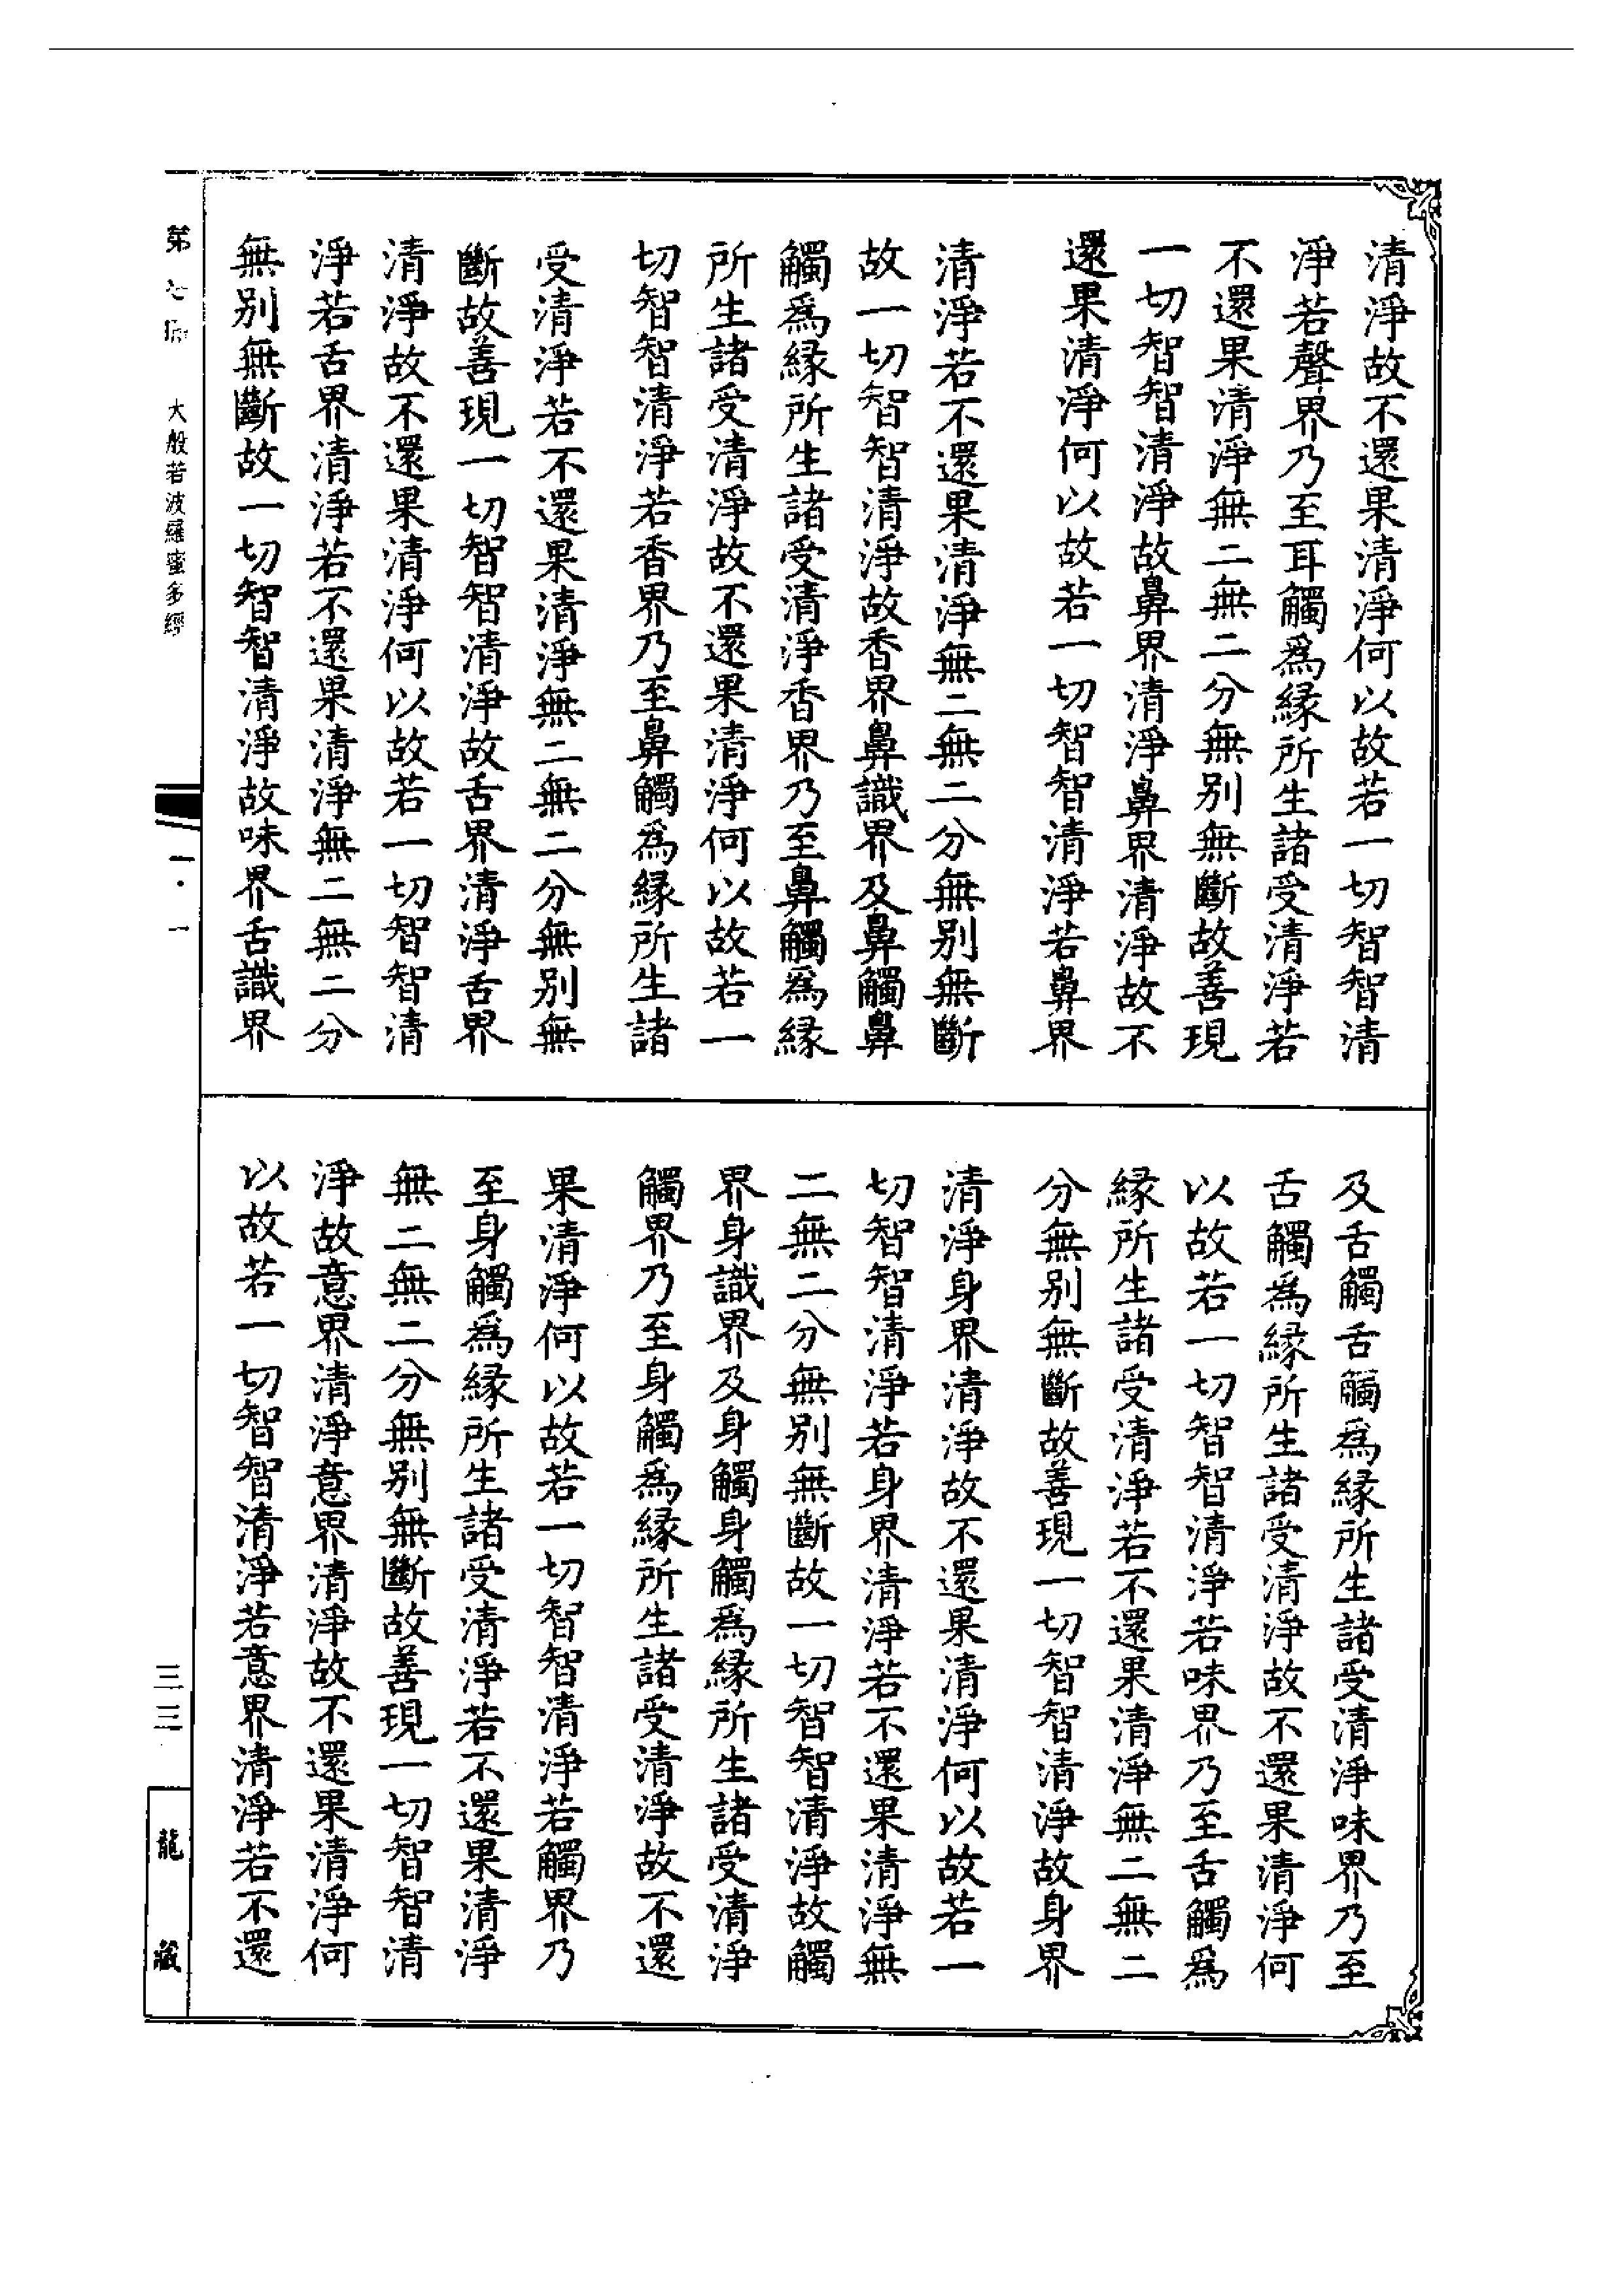 清淨故不還果清淨何以故若一切智智清
淨若聲界乃至耳觸爲緣所生諸受清淨若
不還果清淨無二無二分無別無斷故善現
一切智智清淨故鼻界清淨鼻界清淨故不
還果清淨何以故若一切智智清淨若鼻界
清淨若不還果清淨無二無二分無別無斷
故一切智智清淨故香界鼻識界及鼻觸鼻
觸爲緣所生諸受清淨香界乃至鼻觸爲緣
所生諸受清淨故不還果清淨何以故若一
切智智清淨若香界乃至鼻觸爲緣所生諸
受清淨若不還果清淨無二無二分無別無
斷故善現一切智智清淨故舌界清淨舌界
清淨故不還果清淨何以故若一切智智清
淨若舌界清淨若不還果清淨無二無二分
無別無斷故一切智智清淨故味界舌識界
及舌觸舌觸爲緣所生諸受清淨味界乃至
舌觸爲緣所生諸受清淨故不還果清淨何
以故若一切智智清淨若味界乃至舌觸爲
緣所生諸受清淨若不還果清淨無二無二
分無別無斷故善現一切智智清淨故身界
清淨身界清淨故不還果清淨何以故若一
切智智清淨若身界清淨若不還果清淨無
二無二分無別無斷故一切智智清淨故觸
界身識界及身觸身觸爲緣所生諸受清淨
觸界乃至身觸爲緣所生諸受清淨故不還
果清淨何以故若一切智智清淨若觸界乃
至身觸爲緣所生諸受清淨若不還果清淨
無二無二分無別無斷故善現一切智智清
淨故意界清淨意界清淨故不還果清淨何
以故若一切智智清淨若意界清淨若不還
第七
大般若波羅蜜多經
三三
龍藏